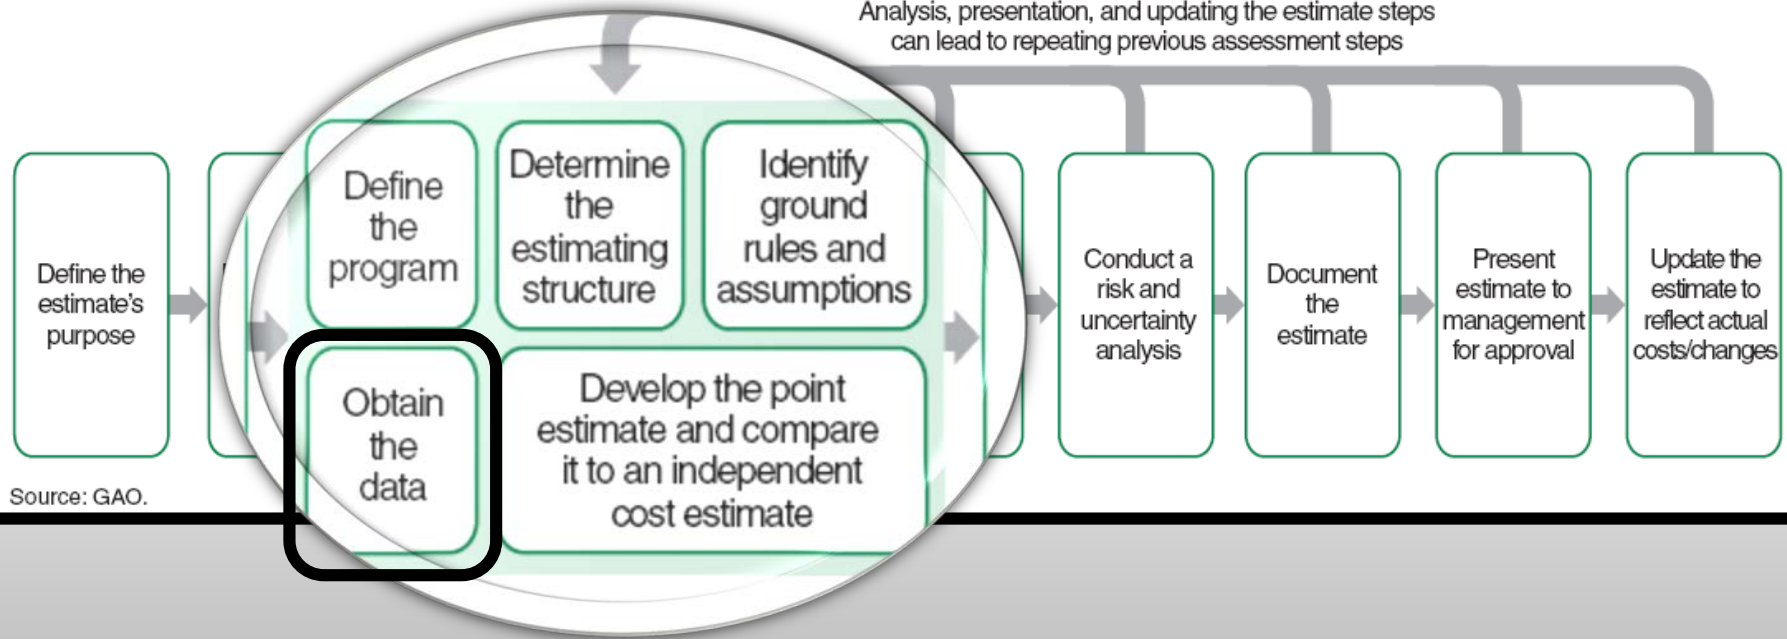 Analysis, presentation, and updating the estimate steps
can lead to repeating previous assessment steps
Define the
estimate's
purpose
Define
the
program
Determine
the
estimating
structure
Identify
ground
rules and
assumptions
Obtain
the
data
Develop the point
estimate and compare
it to an independent
cost estimate
Conduct a
risk and
uncertainty
analysis
Document
the
estimate
Present
estimate to
management
for approval
Update the
estimate to
reflect actual
costs/changes
Source: GAO.